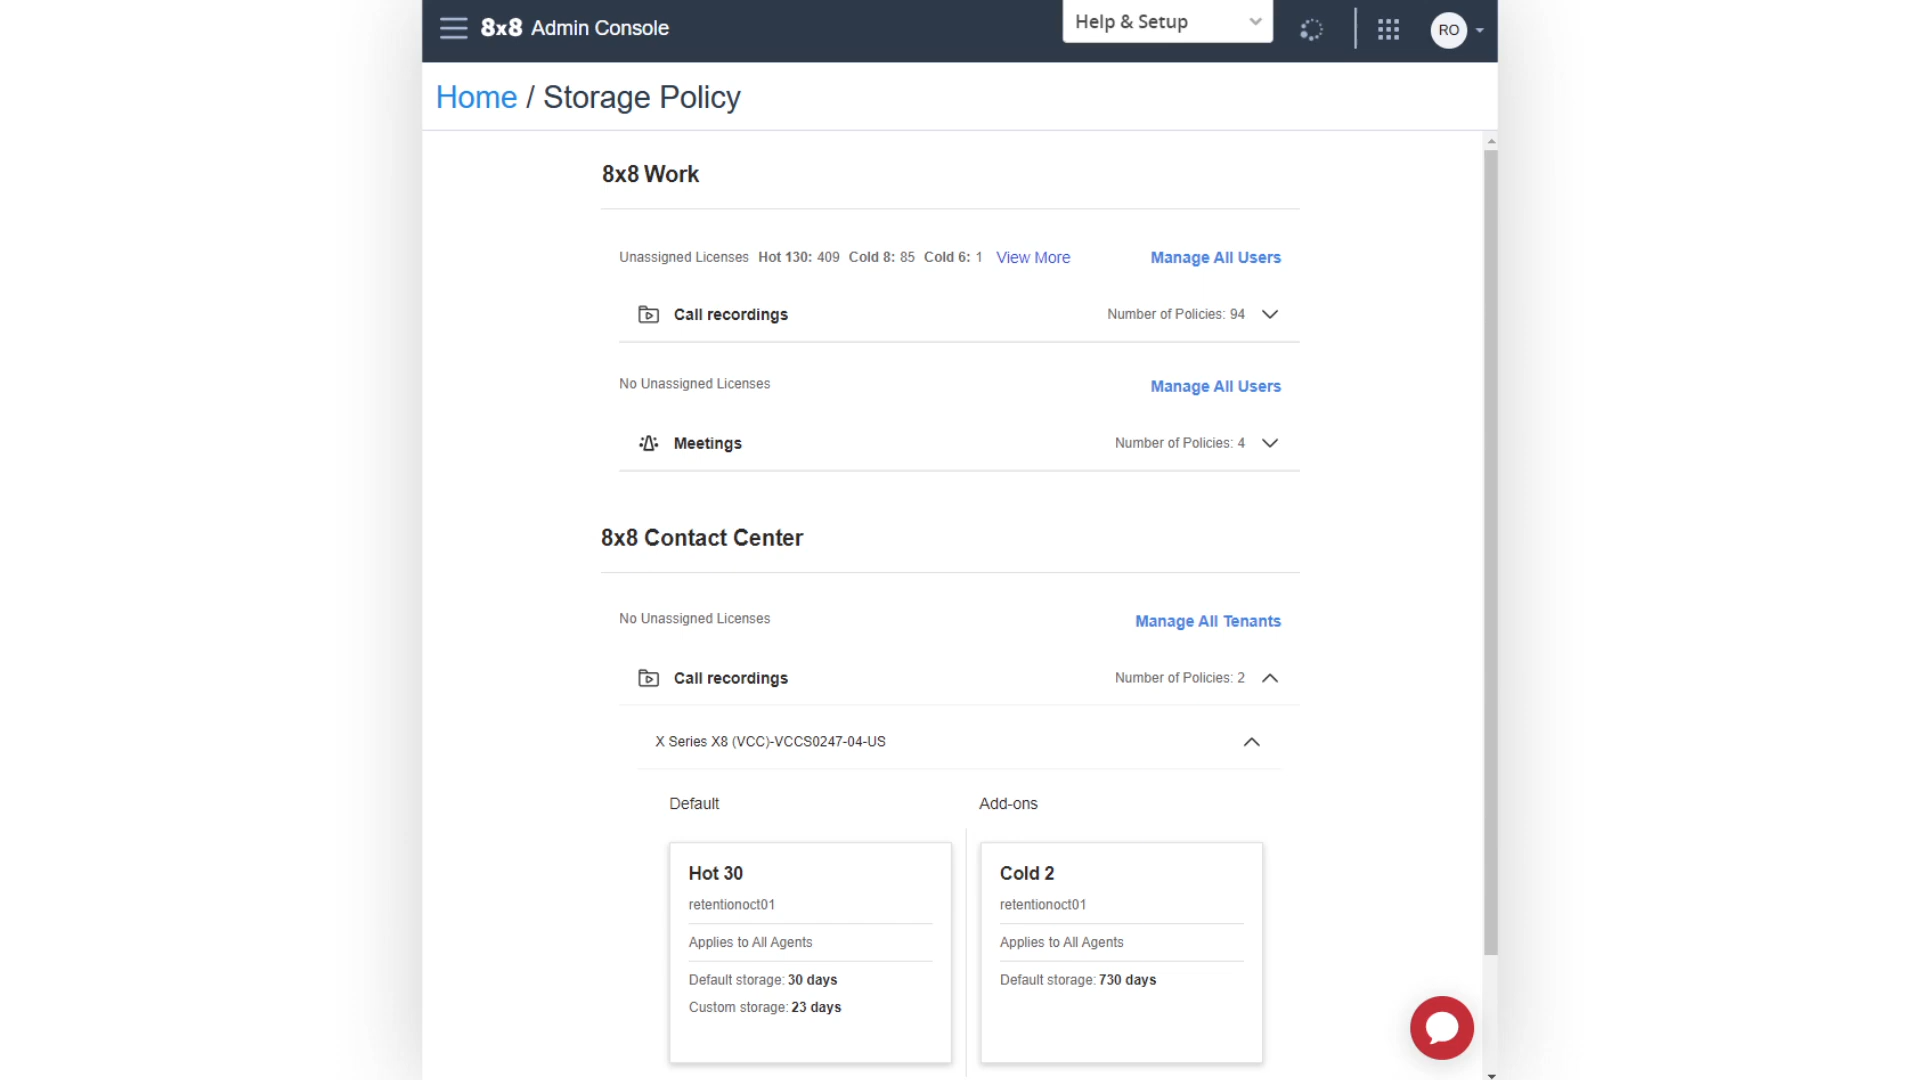 8x8 Admin Console
Help & Setup
RO
Home / Storage Policy
8x8 Work
Unassigned Licenses Hot 130: 409 Cold 8: 85 Cold 6: 1 View More
Manage All Users
Call recordings
Number of Policies: 94
No Unassigned Licenses
Manage All Users
Meetings
Number of Policies: 4
8x8 Contact Center
No Unassigned Licenses
Manage All Tenants
Call recordings
Number of Policies: 2
X Series X8 (VCC)-VCCS0247-04-US
Default
Add-ons
Hot 30
retentionoct01
Applies to All Agents
Default storage: 30 days
Custom storage: 23 days
Cold 2
retentionoct01
Applies to All Agents
Default storage: 730 days